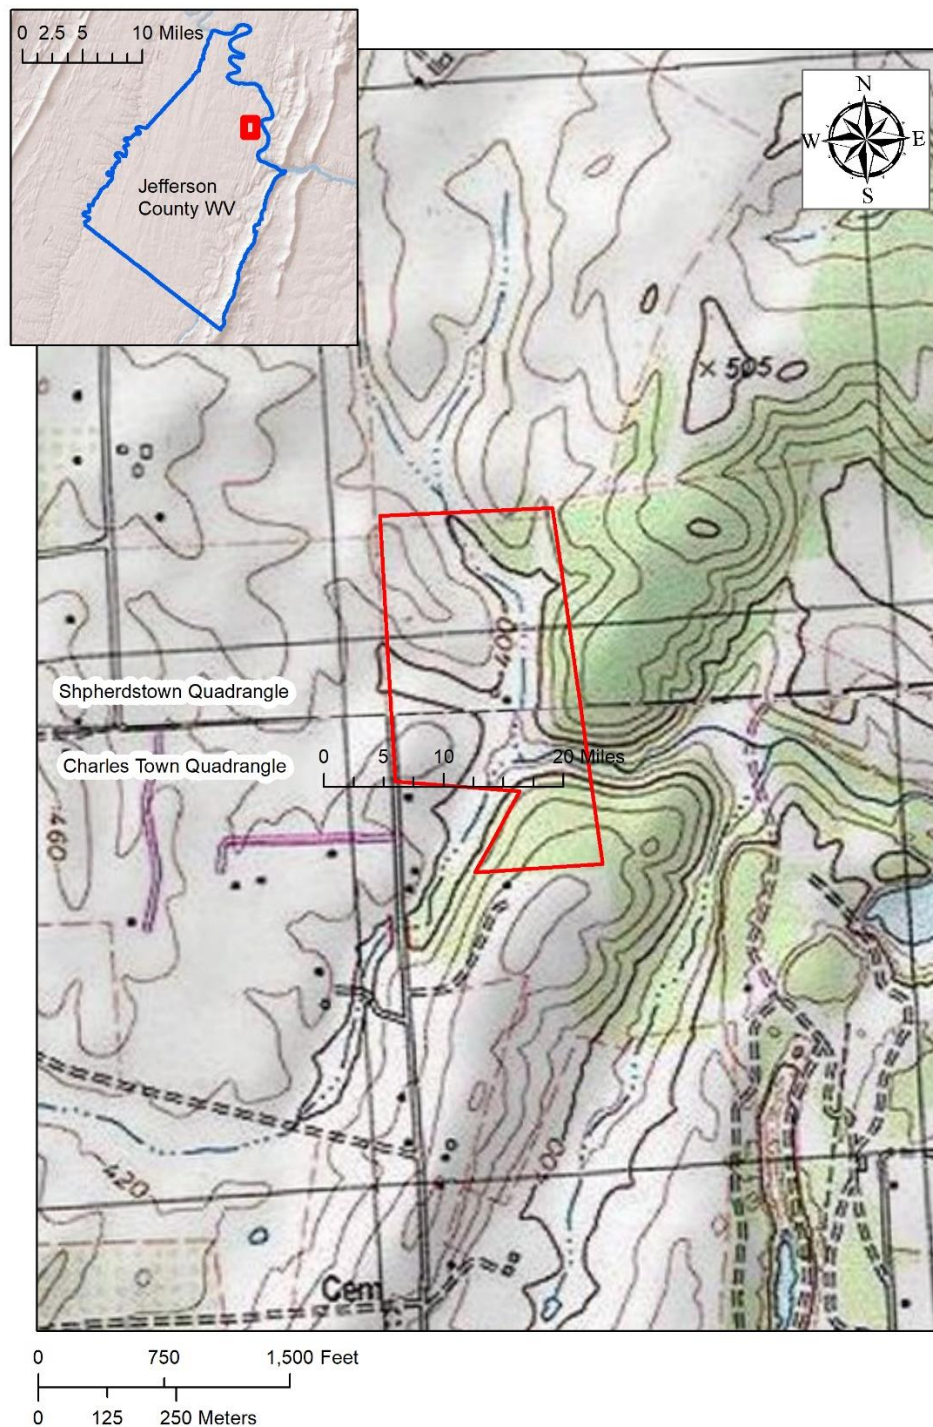 0 2.5 5 10 Miles
Jefferson
County WV
N
W E
S
× 505
400
Shpherdstown Quadrangle
Charles Town Quadrangle
0 5 10 20 Miles
460
400
420
Cem
0 750 1,500 Feet
0 125 250 Meters